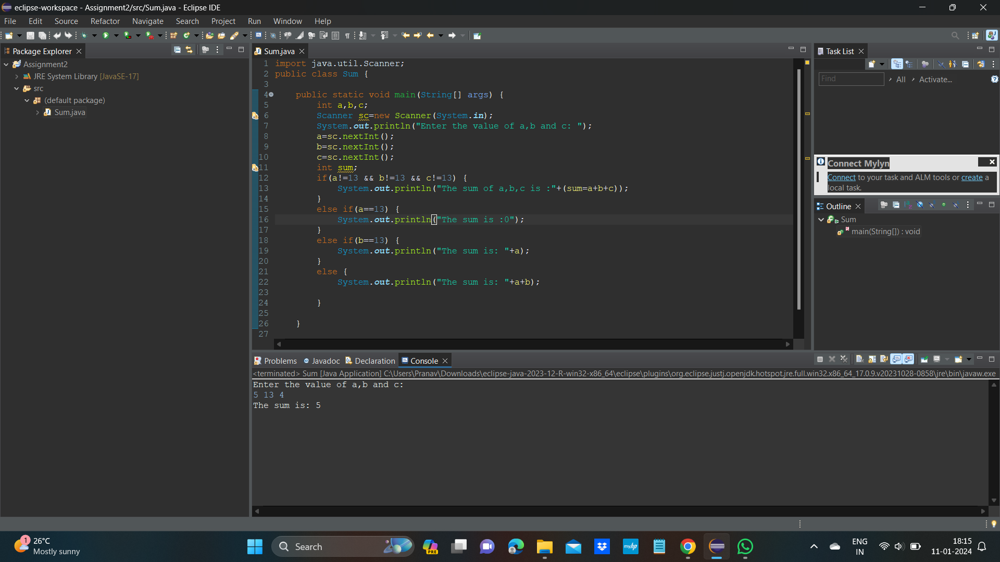 eclipse-workspace - Assignment2/src/Sum.java - Eclipse IDE
File Edit Source Refactor Navigate Search Project Run Window Help
Package Explorer
Assignment2
JRE System Library [JavaSE-17]
src
(default package)
Sum.java
Sum.java
1 import java.util.Scanner;
2 public class Sum {
3
4     public static void main(String[] args) {
5         int a,b,c;
6         Scanner sc=new Scanner(System.in);
7         System.out.println("Enter the value of a,b and c: ");
8         a=sc.nextInt();
9         b=sc.nextInt();
10         c=sc.nextInt();
11         int sum;
12         if(a!=13 && b!=13 && c!=13) {
13             System.out.println("The sum of a,b,c is :"+(sum=a+b+c));
14         }
15         else if(a==13) {
16             System.out.println("The sum is :0");
17         }
18         else if(b==13) {
19             System.out.println("The sum is: "+a);
20         }
21         else {
22             System.out.println("The sum is: "+a+b);
23
24         }
25
26     }
27
Task List
Find All Activate...
Connect Mylyn
Connect to your task and ALM tools or create a
local task.
Outline
Sum
main(String[]) : void
Problems Javadoc Declaration Console
<terminated> Sum [Java Application] C:\Users\Pranav\Downloads\eclipse-java-2023-12-R-win32-x86_64\eclipse\plugins\org.eclipse.justj.openjdk.hotspot.jre.full.win32.x86_64_17.0.9.v20231028-0858\jre\bin\javaw.exe
Enter the value of a,b and c:
5 13 4
The sum is: 5
1
26°C
Mostly sunny
Search
PRE
myhp
ENG
IN
18:15
11-01-2024